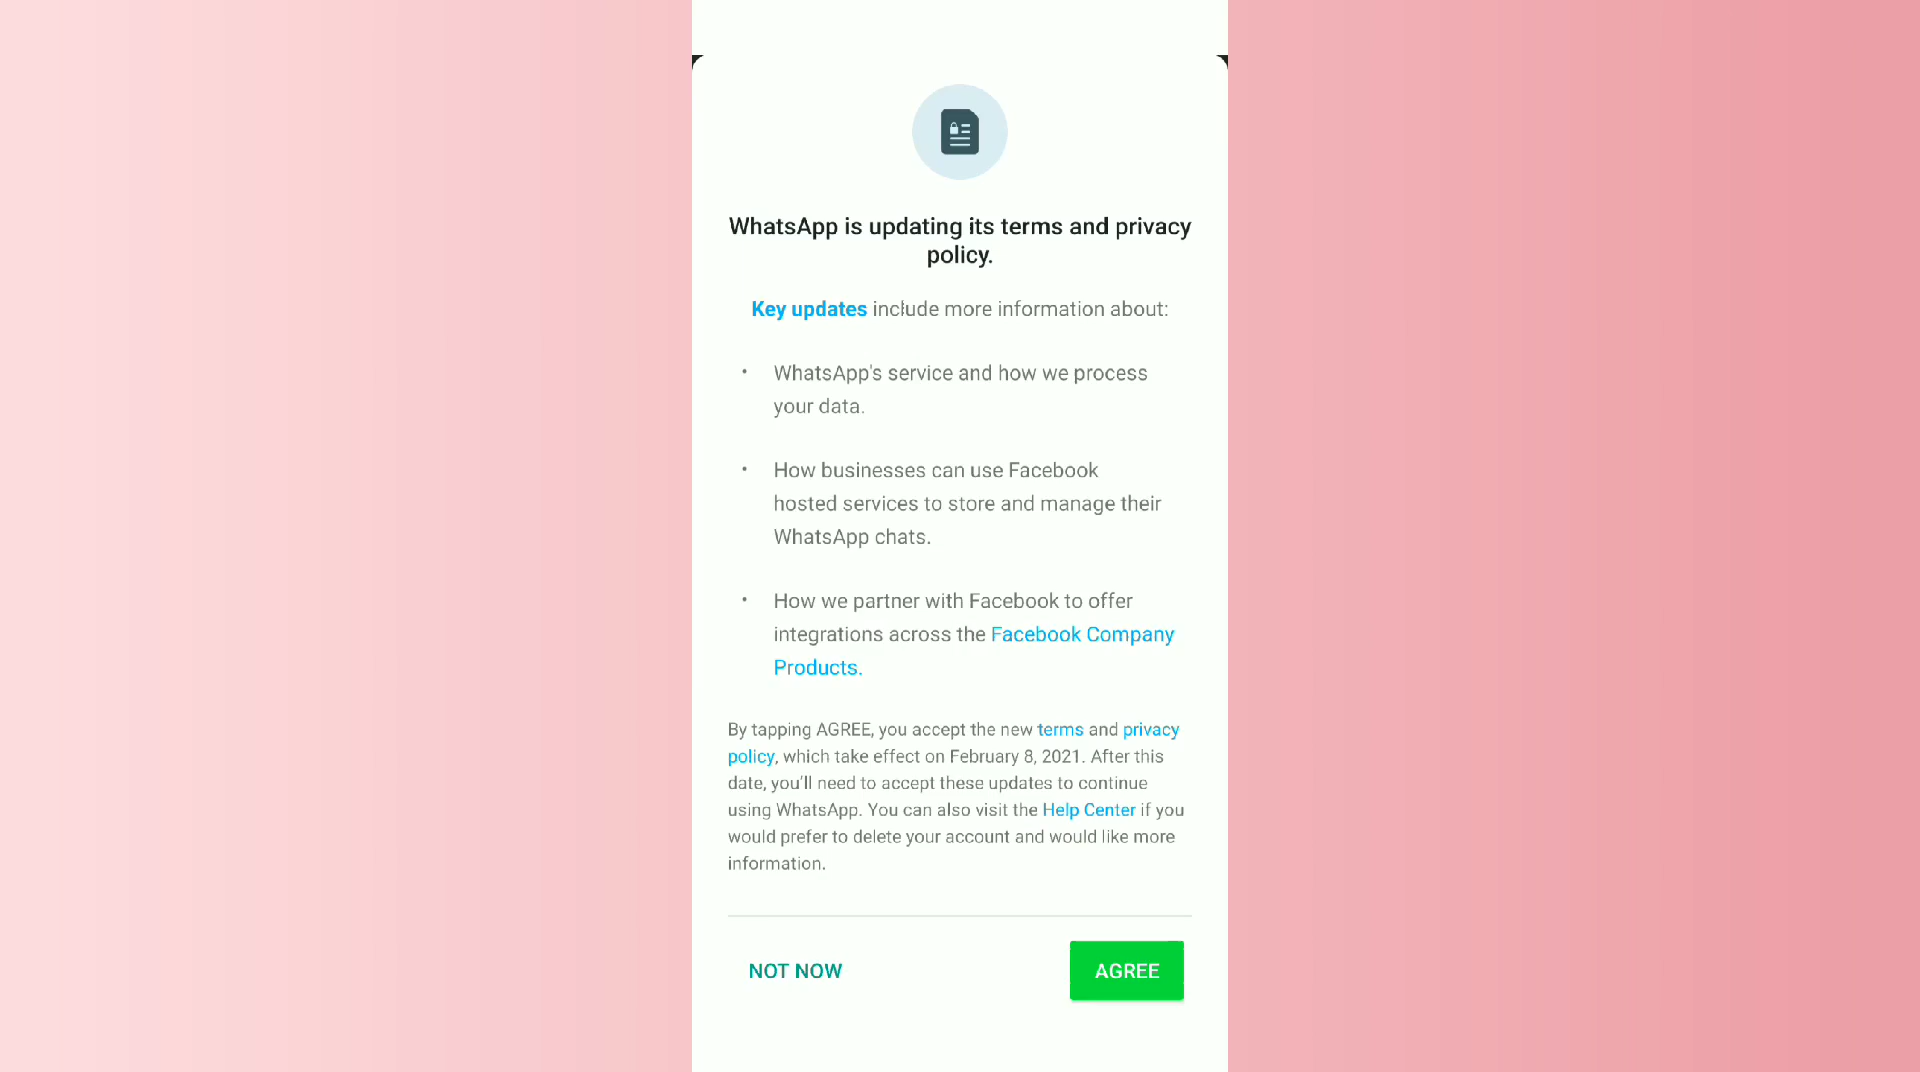 WhatsApp is updating its terms and privacy
policy.
Key updates include more information about:
• WhatsApp's service and how we process
your data.
• How businesses can use Facebook
hosted services to store and manage their
WhatsApp chats.
• How we partner with Facebook to offer
integrations across the Facebook Company
Products.
By tapping AGREE, you accept the new terms and privacy
policy, which take effect on February 8, 2021. After this
date, you'll need to accept these updates to continue
using WhatsApp. You can also visit the Help Center if you
would prefer to delete your account and would like more
information.
NOT NOW AGREE